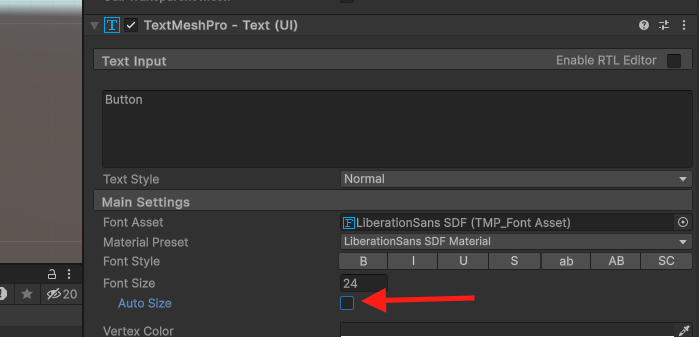 TextMeshPro - Text (UI)
Text Input
Enable RTL Editor
Button
Text Style
Normal
Main Settings
Font Asset
LiberationSans SDF (TMP_Font Asset)
Material Preset
LiberationSans SDF Material
Font Style
B I U S ab AB SC
Font Size
24
Auto Size
20
Vertex Color